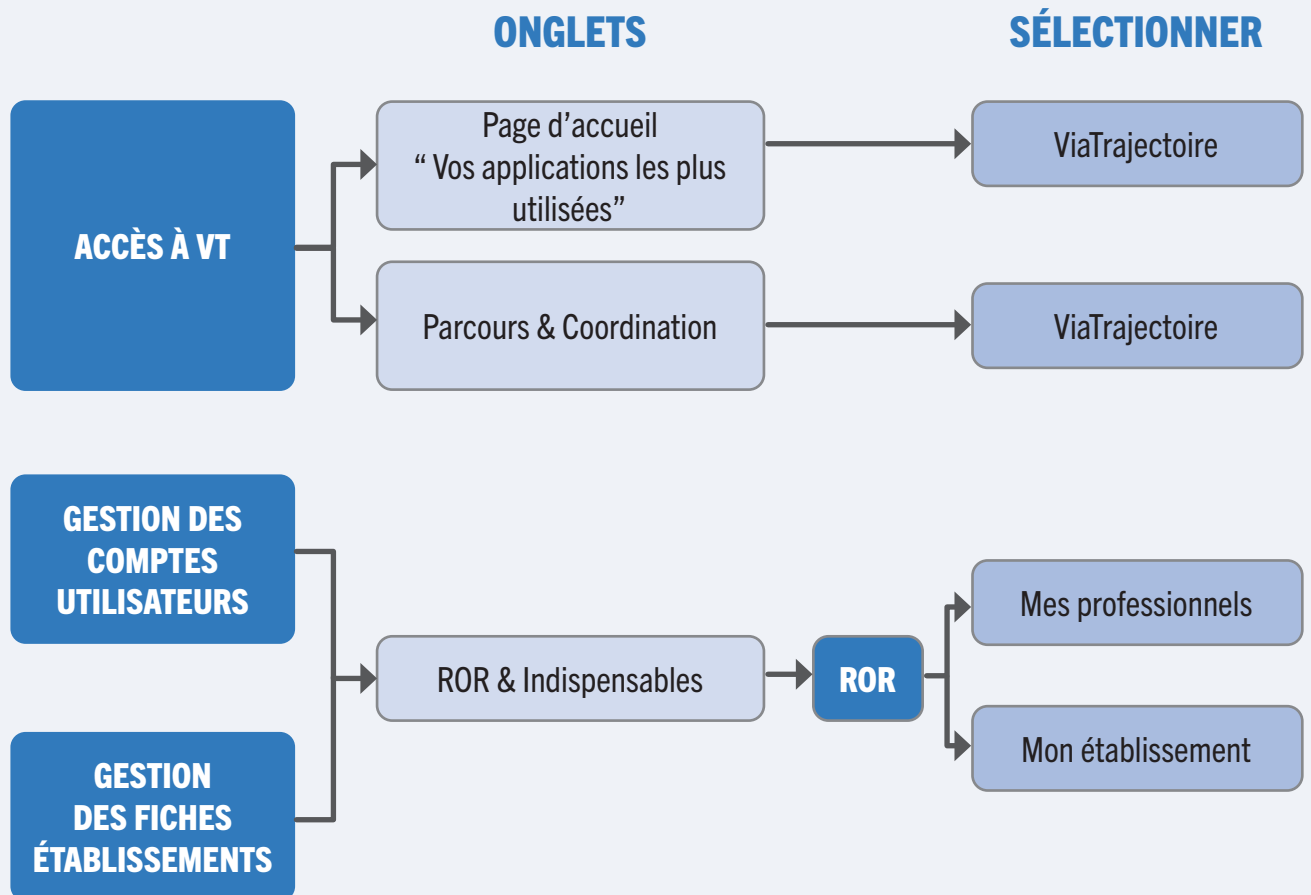 ONGLETS
SÉLECTIONNER
ACCÈS À VT
Page d’accueil
“ Vos applications les plus
utilisées”
ViaTrajectoire
Parcours & Coordination
ViaTrajectoire
GESTION DES
COMPTES
UTILISATEURS
GESTION
DES FICHES
ÉTABLISSEMENTS
ROR & Indispensables
ROR
Mes professionnels
Mon établissement